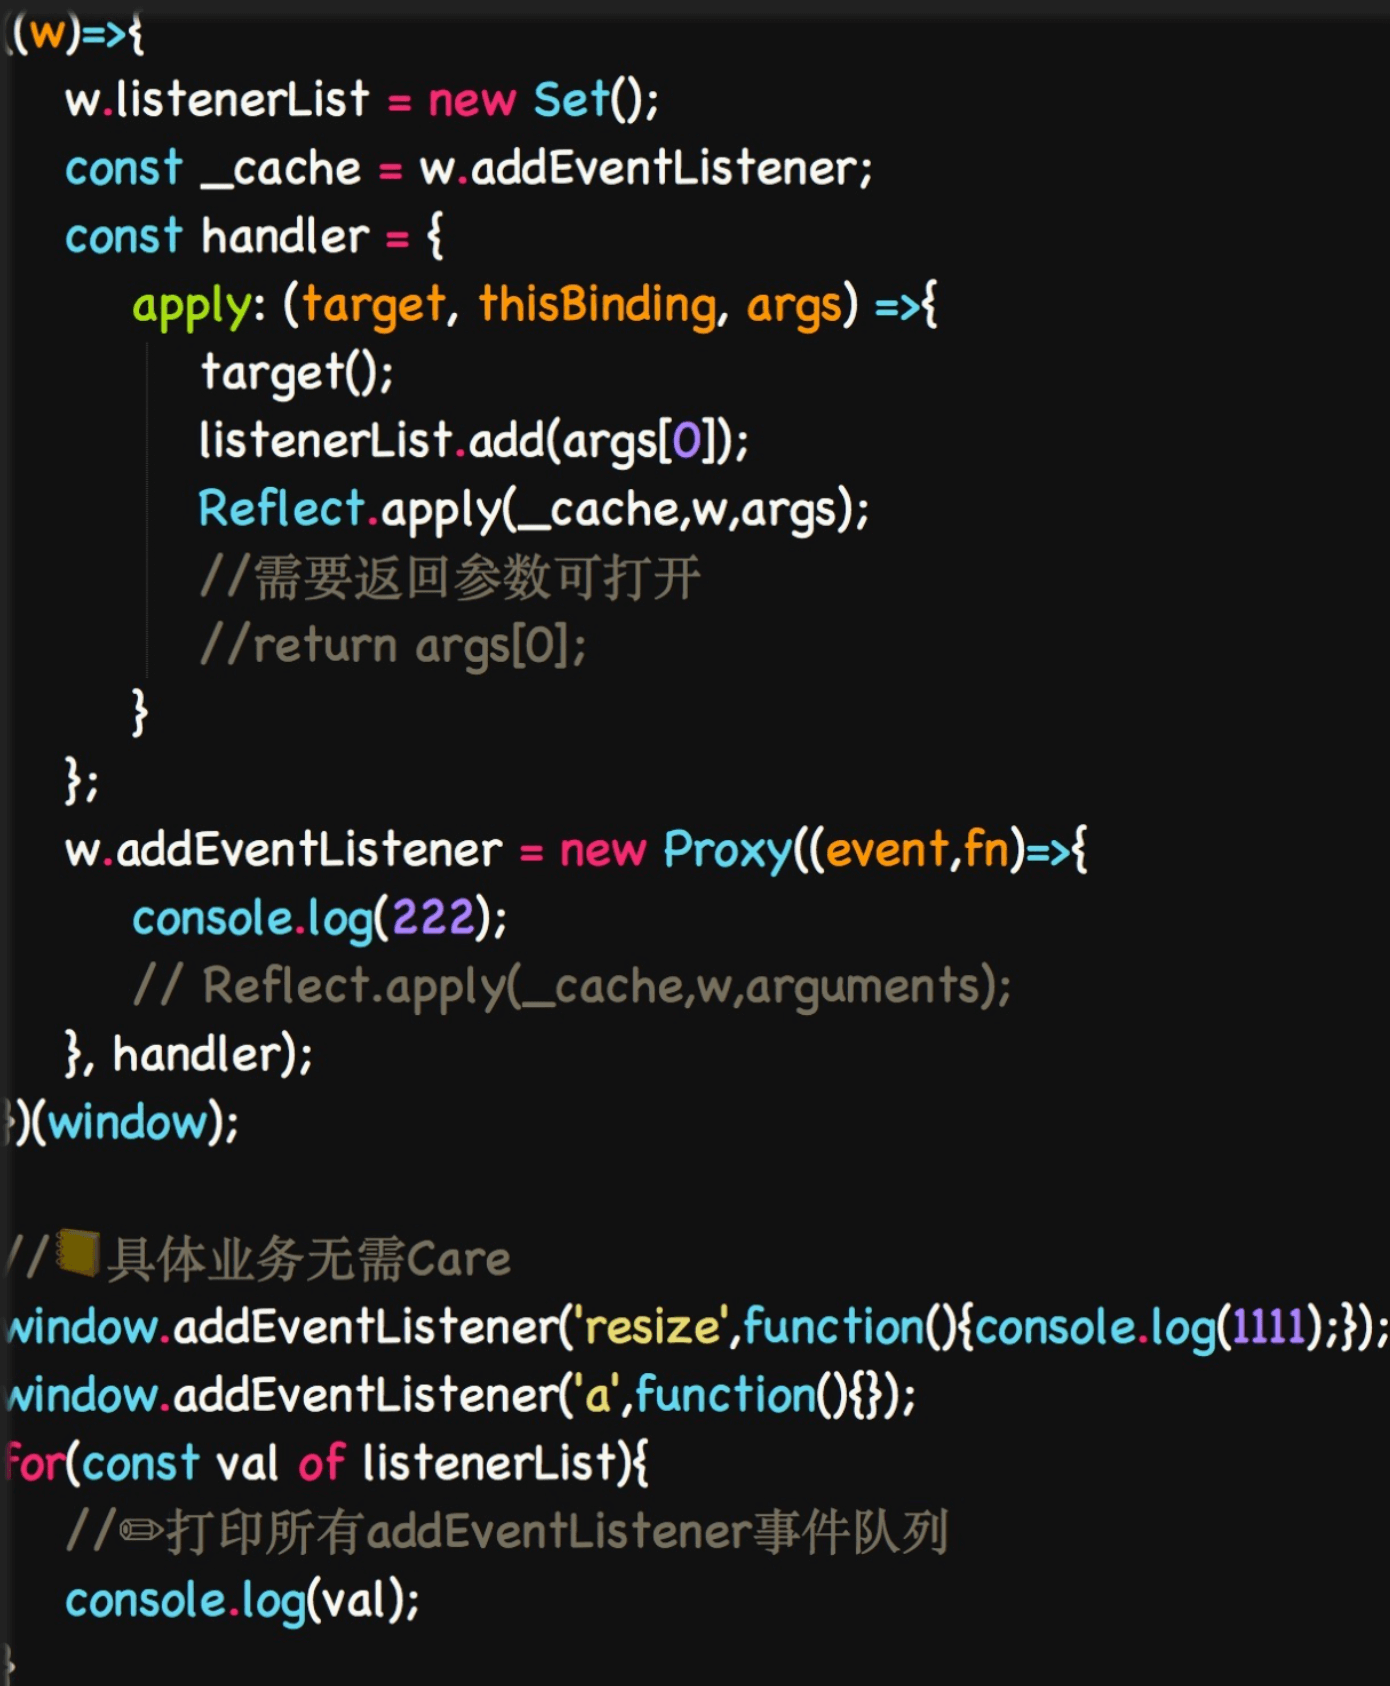 ((w)=>{
w.listenerList = new Set();
const _cache = w.addEventListener;
const handler = {
apply: (target, thisBinding, args) =>{
target();
listenerList.add(args[0]);
Reflect.apply(_cache,w,args);
//需要返回参数可打开
//return args[0];
}
};
w.addEventListener = new Proxy((event,fn)=>{
console.log(222);
// Reflect.apply(_cache,w,arguments);
}, handler);
})(window);
//📒具体业务无需Care
window.addEventListener('resize',function(){console.log(1111);});
window.addEventListener('a',function(){});
for(const val of listenerList){
//✏打印所有addEventListener事件队列
console.log(val);
}